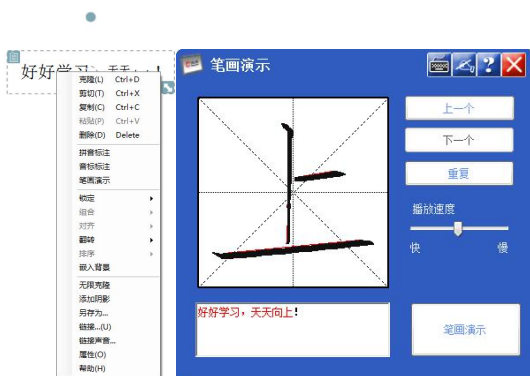 好好学习，天天向上！
克隆(L) Ctrl+D
剪切(T) Ctrl+X
复制(C) Ctrl+C
粘贴(P) Ctrl+V
删除(D) Delete
拼音标注
音标标注
笔画演示
锁定
组合
对齐
翻转
排序
嵌入背景
无限克隆
添加阴影
另存为...
链接...(U)
链接声音...
属性(O)
帮助(H)
笔画演示
上一个
下一个
重复
播放速度
快 慢
上
好好学习，天天向上!
笔画演示